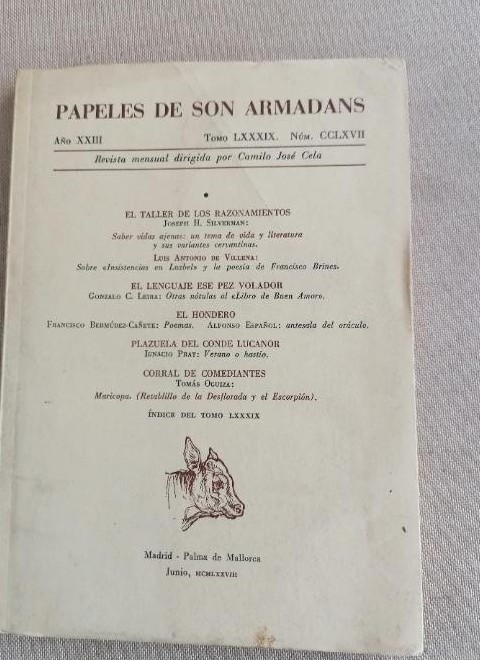 PAPELES DE SON ARMADANS
AÑO XXIII TOMO LXXXIX. NÚM. CCLXVII
Revista mensual dirigida por Camilo José Cela
EL TALLER DE LOS RAZONAMIENTOS
JOSEPH H. SILVERMAN:
Saber vidas ajenas: un tema de vida y literatura
y sus variantes cervantinas.
LUIS ANTONIO DE VILLENA:
Sobre «Insistencias en Luzbel» y la poesía de Francisco Brines.
EL LENGUAJE ESE PEZ VOLADOR
GONZALO C. LEIRA: Otras nótulas al «Libro de Buen Amor».
EL HONDERO
FRANCISCO BERMÚDEZ-CAÑETE: Poemas. ALFONSO ESPAÑOL: antesala del oráculo.
PLAZUELA DEL CONDE LUCANOR
IGNACIO PRAT: Verano o hastío.
CORRAL DE COMEDIANTES
TOMÁS OGUIZA:
Maricopa. (Retablillo de la Desflorada y el Escorpión).
ÍNDICE DEL TOMO LXXXIX
Madrid - Palma de Mallorca
Junio, MCMLXXVIII